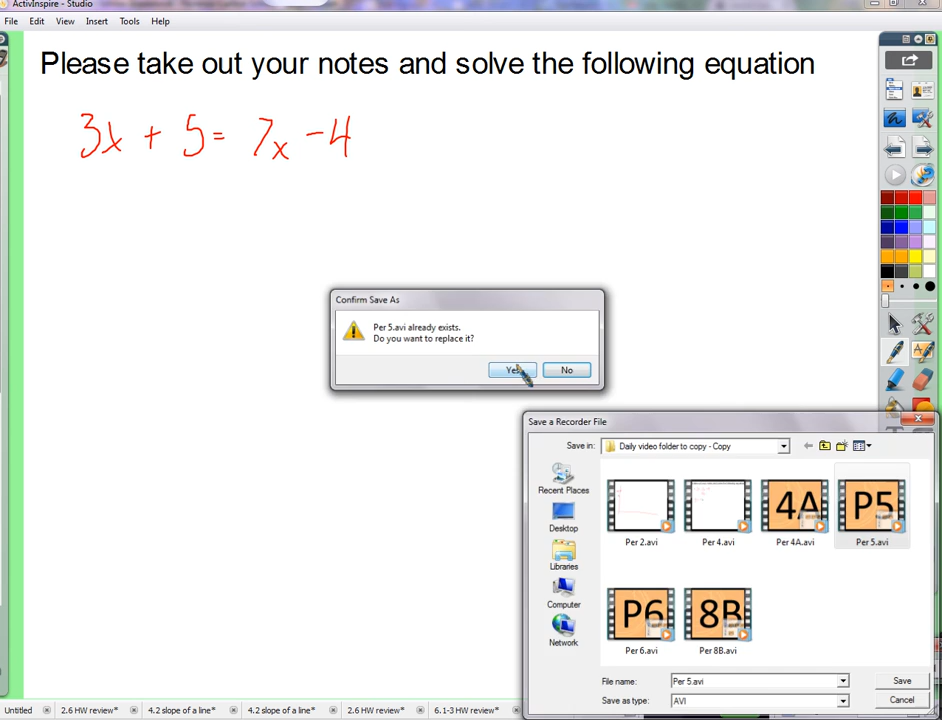 ActivInspire - Studio
File Edit View Insert Tools Help
Please take out your notes and solve the following equation
3x + 5 = 7x - 4
Confirm Save As
Per 5.avi already exists.
Do you want to replace it?
Yes No
Save a Recorder File
Save in: Daily video folder to copy - Copy
Recent Places
Desktop
Libraries
Computer
Network
4A P5
Per 2.avi Per 4.avi Per 4A.avi Per 5.avi
P6 8B
Per 6.avi Per 8B.avi
File name: Per 5.avi Save
Save as type: AVI Cancel
Untitled 2.6 HW review* 4.2 slope of a line* 4.2 slope of a line* 2.6 HW review* 6.1-3 HW review*